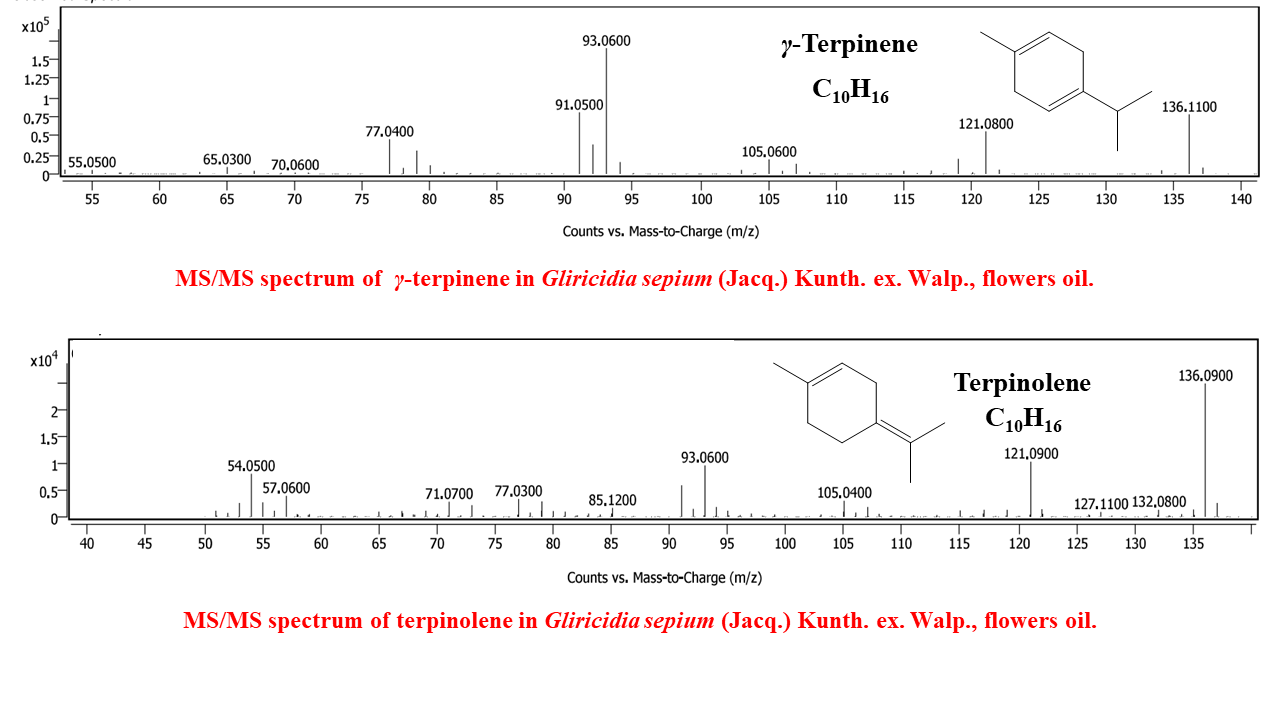 x10⁵
1.5
1.25
1
0.75
0.5
0.25
0
55.0500
65.0300
70.0600
77.0400
91.0500
93.0600
105.0600
121.0800
136.1100
γ-Terpinene
C₁₀H₁₆
55 60 65 70 75 80 85 90 95 100 105 110 115 120 125 130 135 140
Counts vs. Mass-to-Charge (m/z)
MS/MS spectrum of γ-terpinene in Gliricidia sepium (Jacq.) Kunth. ex. Walp., flowers oil.
x10⁴
2
1.5
1
0.5
0
54.0500
57.0600
71.0700
77.0300
85.1200
93.0600
105.0400
121.0900
127.1100
132.0800
136.0900
Terpinolene
C₁₀H₁₆
40 45 50 55 60 65 70 75 80 85 90 95 100 105 110 115 120 125 130 135
Counts vs. Mass-to-Charge (m/z)
MS/MS spectrum of terpinolene in Gliricidia sepium (Jacq.) Kunth. ex. Walp., flowers oil.